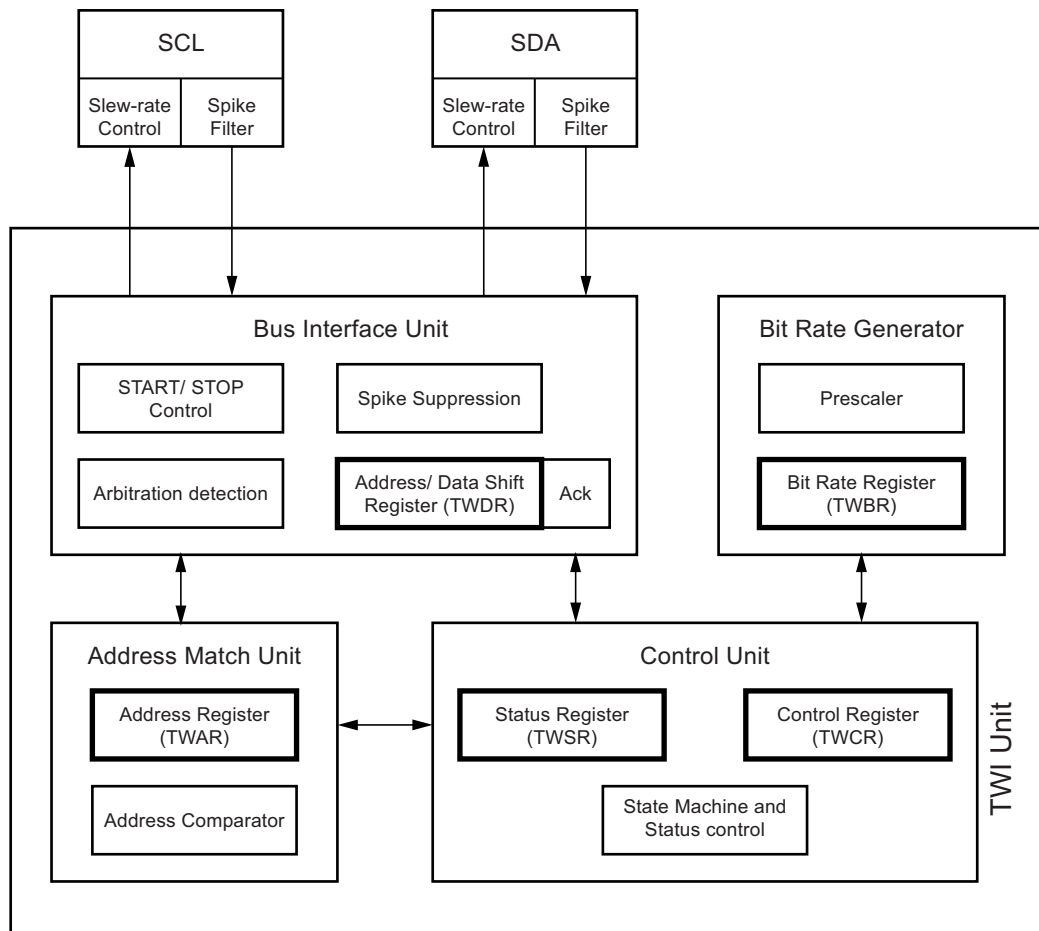 SCL
Slew-rate
Control
Spike
Filter
SDA
Slew-rate
Control
Spike
Filter
Bus Interface Unit
START/ STOP
Control
Spike Suppression
Arbitration detection
Address/ Data Shift
Register (TWDR)
Ack
Bit Rate Generator
Prescaler
Bit Rate Register
(TWBR)
Address Match Unit
Address Register
(TWAR)
Address Comparator
Control Unit
Status Register
(TWSR)
Control Register
(TWCR)
State Machine and
Status control
TWI Unit